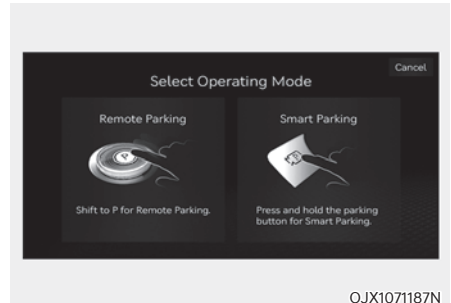 Cancel
Select Operating Mode
Remote Parking
Smart Parking
P
Shift to P for Remote Parking.
Press and hold the parking
button for Smart Parking.
OJX1071187N